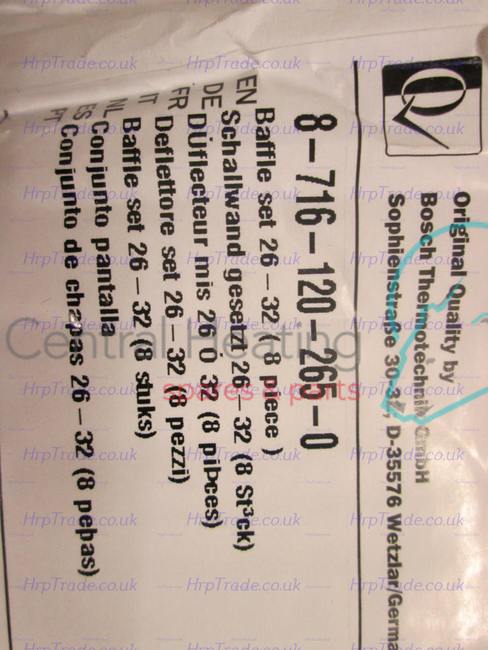 Original Quality by
Bosch Thermotechnik GmbH
Sophienstraße 30-32, D-35576 Wetzlar/Germa
8-716-120-265-0
EN Baffle set 26 - 32 ( 8 piece )
DE Schallwand gesetzt 26 - 32 (8 St³ck)
FR Düflecteur mis 26 0 32 (8 piÞces)
IT Deflettore set 26 - 32 (8 pezzi)
NL Baffle set 26 - 32 (8 stuks)
ES Conjunto pantalla
PT Conjunto de chapas 26 - 32 (8 peþas)
Central Heating
spares & parts
HrpTrade.co.uk